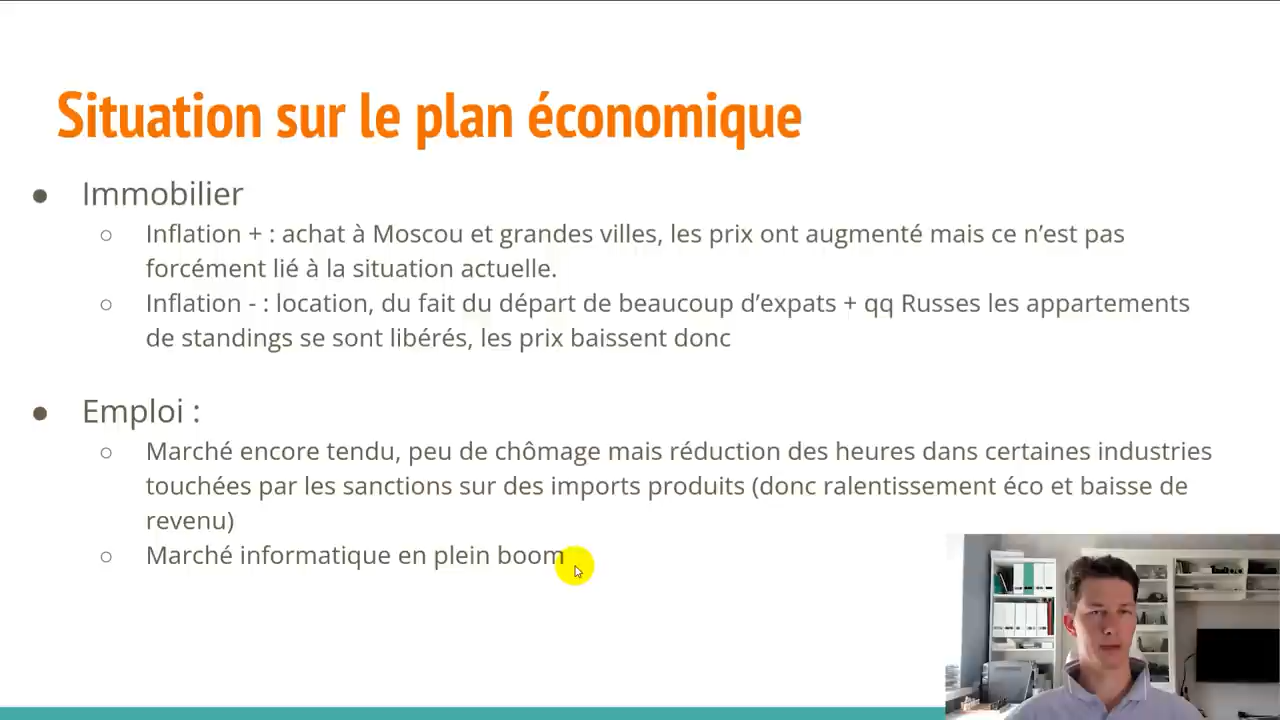 Situation sur le plan économique
● Immobilier
○ Inflation + : achat à Moscou et grandes villes, les prix ont augmenté mais ce n’est pas
forcément lié à la situation actuelle.
○ Inflation - : location, du fait du départ de beaucoup d’expats + qq Russes les appartements
de standings se sont libérés, les prix baissent donc
● Emploi :
○ Marché encore tendu, peu de chômage mais réduction des heures dans certaines industries
touchées par les sanctions sur des imports produits (donc ralentissement éco et baisse de
revenu)
○ Marché informatique en plein boom